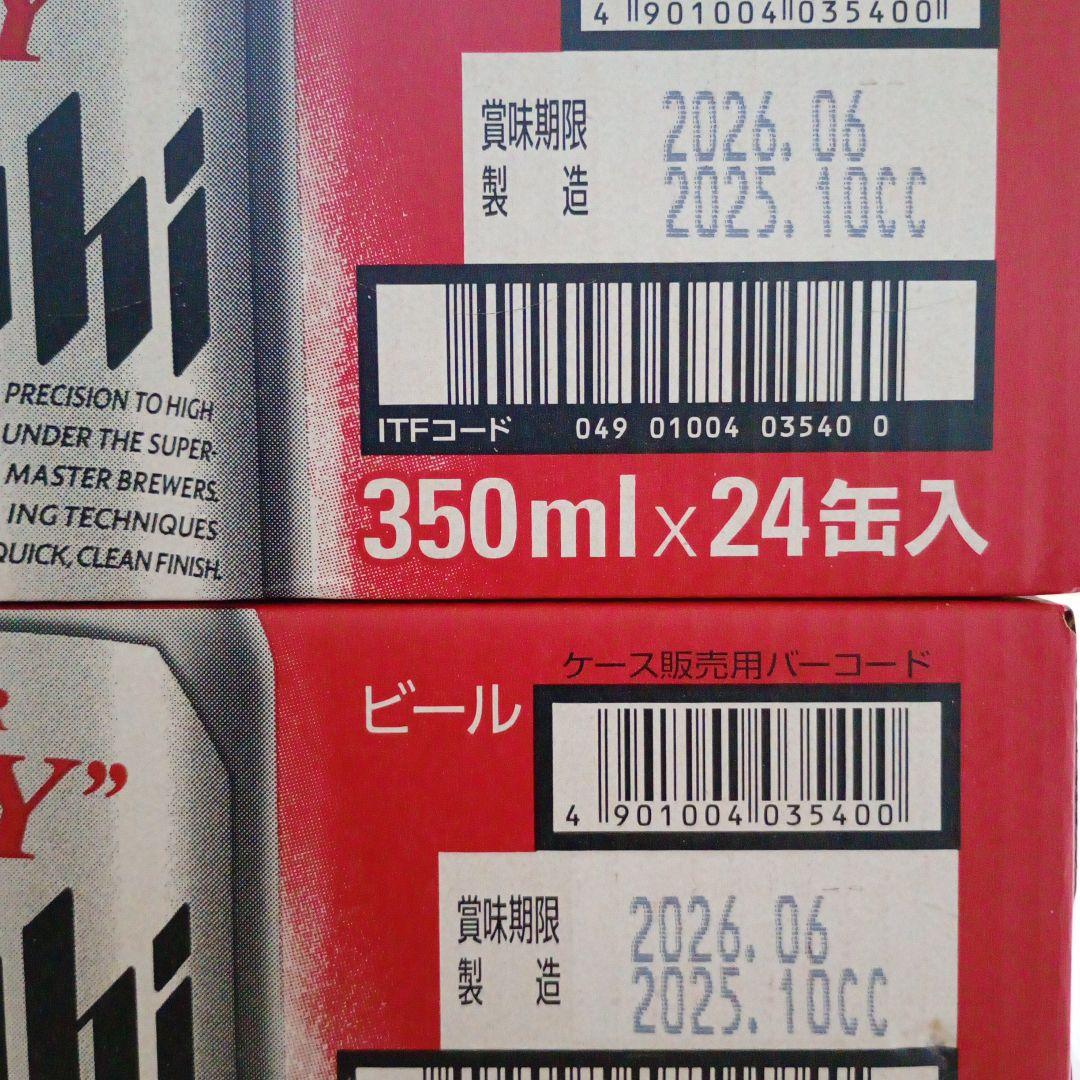 Y
4 901004 035400
賞味期限 2026.06
製 造 2025.10CC
hi
PRECISION TO HIGH
UNDER THE SUPER-
MASTER BREWERS.
ING TECHNIQUES
QUICK, CLEAN FINISH.
ITFコード 049 01004 03540 0
350ml×24缶入
ケース販売用バーコード
ビール
R
Y”
4 901004 035400
賞味期限 2026.06
製 造 2025.10CC
hi